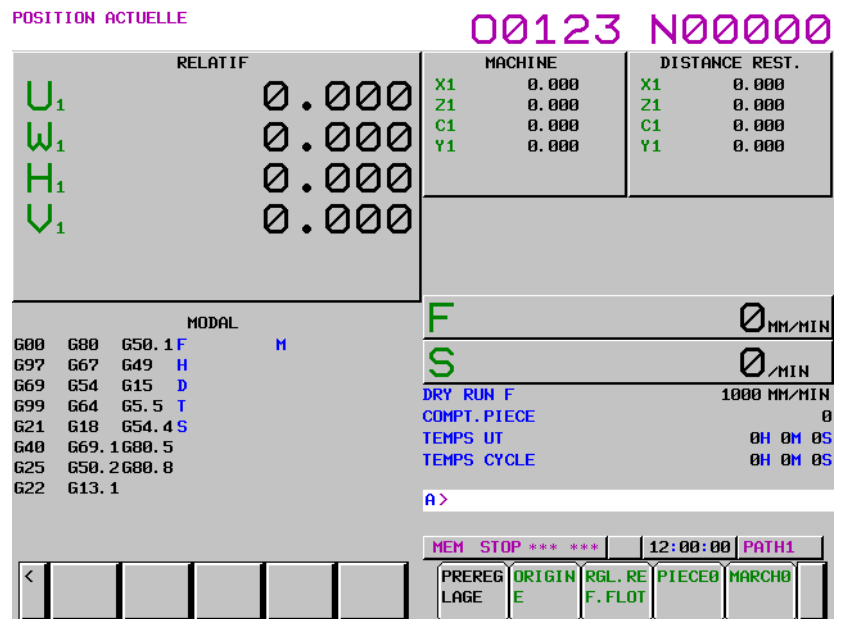 POSITION ACTUELLE
O0123 N00000
RELATIF
U1 0.000
W1 0.000
H1 0.000
V1 0.000
MACHINE
X1 0.000
Z1 0.000
C1 0.000
Y1 0.000
DISTANCE REST.
X1 0.000
Z1 0.000
C1 0.000
Y1 0.000
MODAL
G00 G80 G50.1 F M
G97 G67 G49 H
G69 G54 G15 D
G99 G64 G5.5 T
G21 G18 G54.4 S
G40 G69.1 G80.5
G25 G50.2 G80.8
G22 G13.1
F 0 MM/MIN
S 0 /MIN
DRY RUN F 1000 MM/MIN
COMPT.PIECE 0
TEMPS UT 0H 0M 0S
TEMPS CYCLE 0H 0M 0S
A>
MEM STOP *** *** 12:00:00 PATH1
<
PREREG
LAGE
ORIGIN
E
RGL.RE
F.FLOT
PIECE0
MARCH0